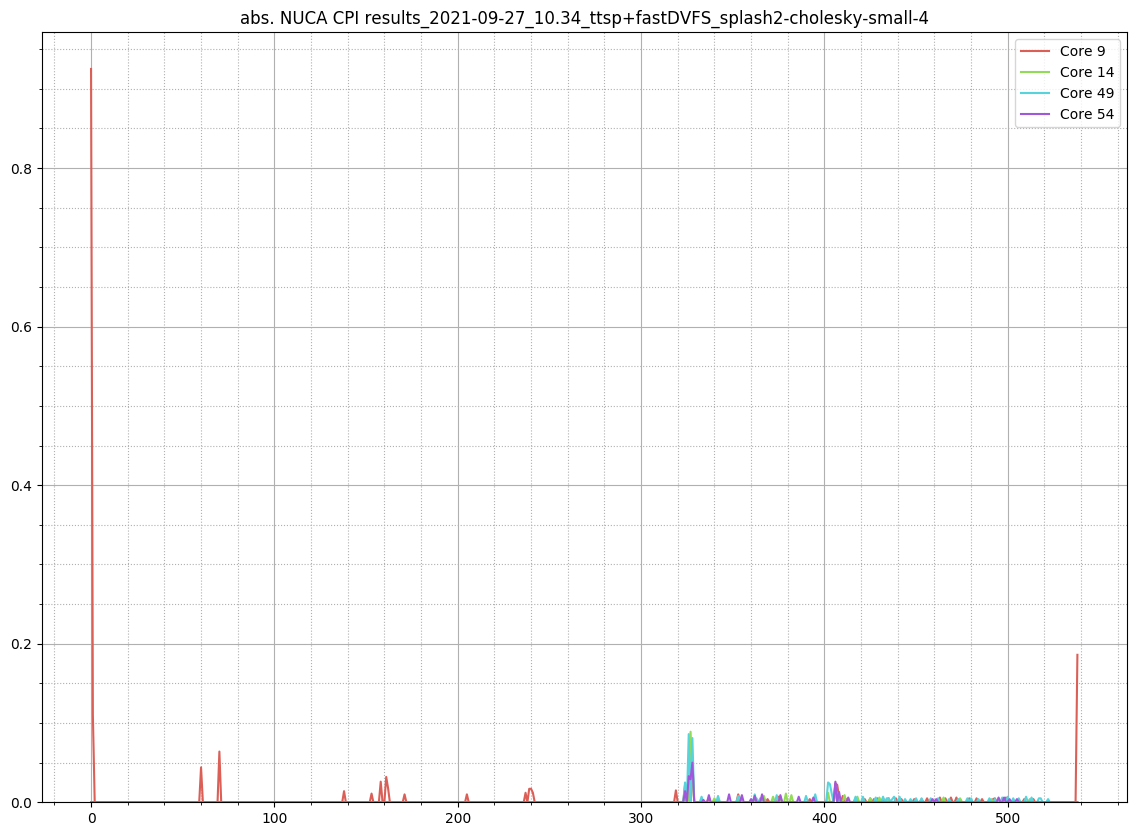 abs. NUCA CPI results_2021-09-27_10.34_ttsp+fastDVFS_splash2-cholesky-small-4
Core 9
Core 14
Core 49
Core 54
0.8
0.6
0.4
0.2
0.0
0 100 200 300 400 500